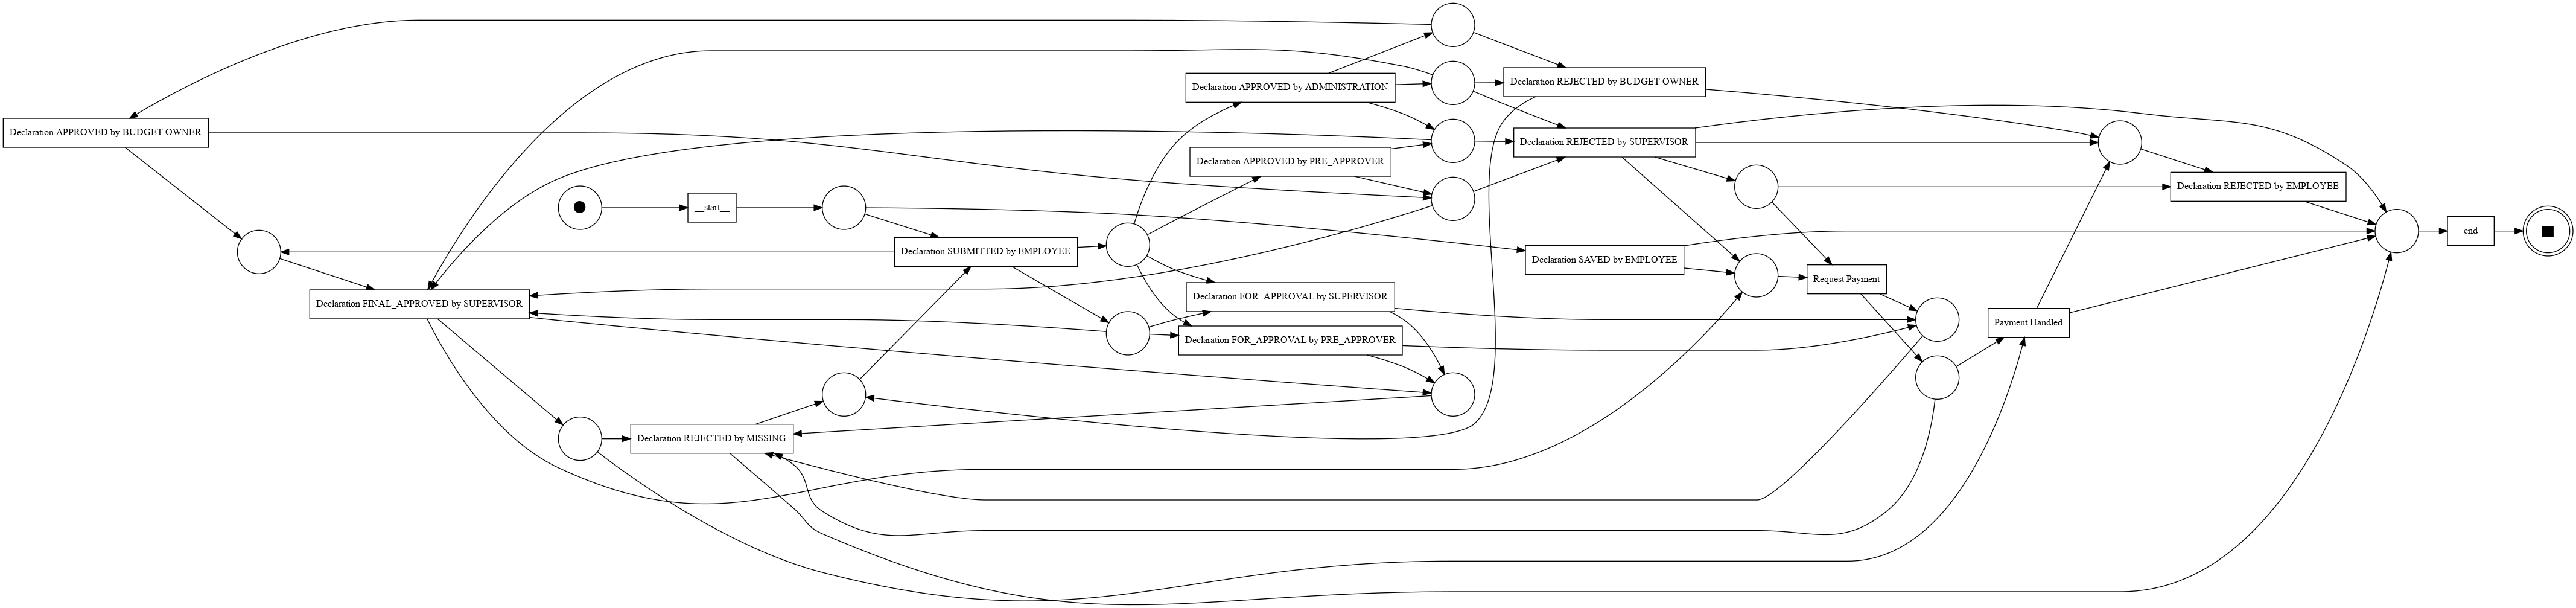 Declaration REJECTED by BUDGET OWNER
Declaration APPROVED by ADMINISTRATION
Declaration APPROVED by BUDGET OWNER
Declaration REJECTED by SUPERVISOR
Declaration APPROVED by PRE_APPROVER
Declaration REJECTED by EMPLOYEE
__start__
__end__
Declaration SUBMITTED by EMPLOYEE
Declaration SAVED by EMPLOYEE
Request Payment
Declaration FOR_APPROVAL by SUPERVISOR
Declaration FINAL_APPROVED by SUPERVISOR
Payment Handled
Declaration FOR_APPROVAL by PRE_APPROVER
Declaration REJECTED by MISSING